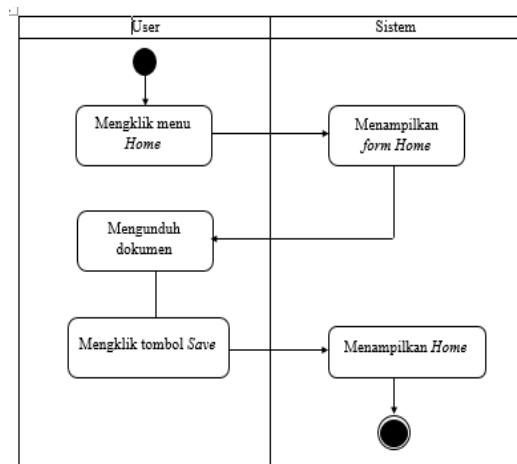 User
Sistem
Mengklik menu
Home
Menampilkan
form Home
Mengunduh
dokumen
Mengklik tombol Save
Menampilkan Home